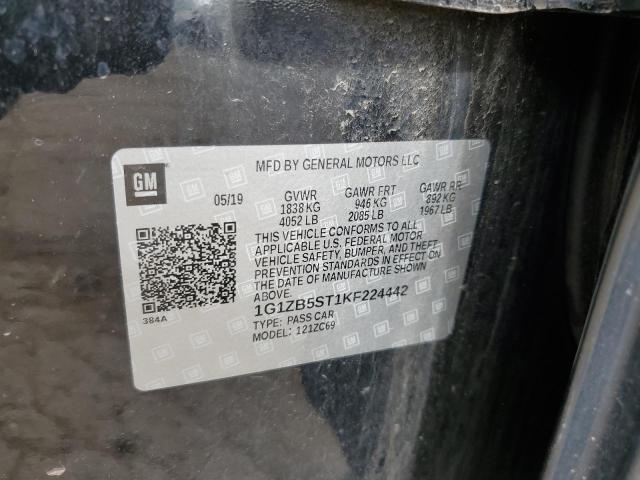 MFD BY GENERAL MOTORS LLC
GM
05/19 GVWR GAWR FRT GAWR RR
1838 KG 946 KG 892 KG
4052 LB 2085 LB 1967 LB
THIS VEHICLE CONFORMS TO ALL
APPLICABLE U.S. FEDERAL MOTOR
VEHICLE SAFETY, BUMPER, AND THEFT
PREVENTION STANDARDS IN EFFECT ON
THE DATE OF MANUFACTURE SHOWN
ABOVE.
384A
1G1ZB5ST1KF224442
TYPE: PASS CAR
MODEL: 121ZC69